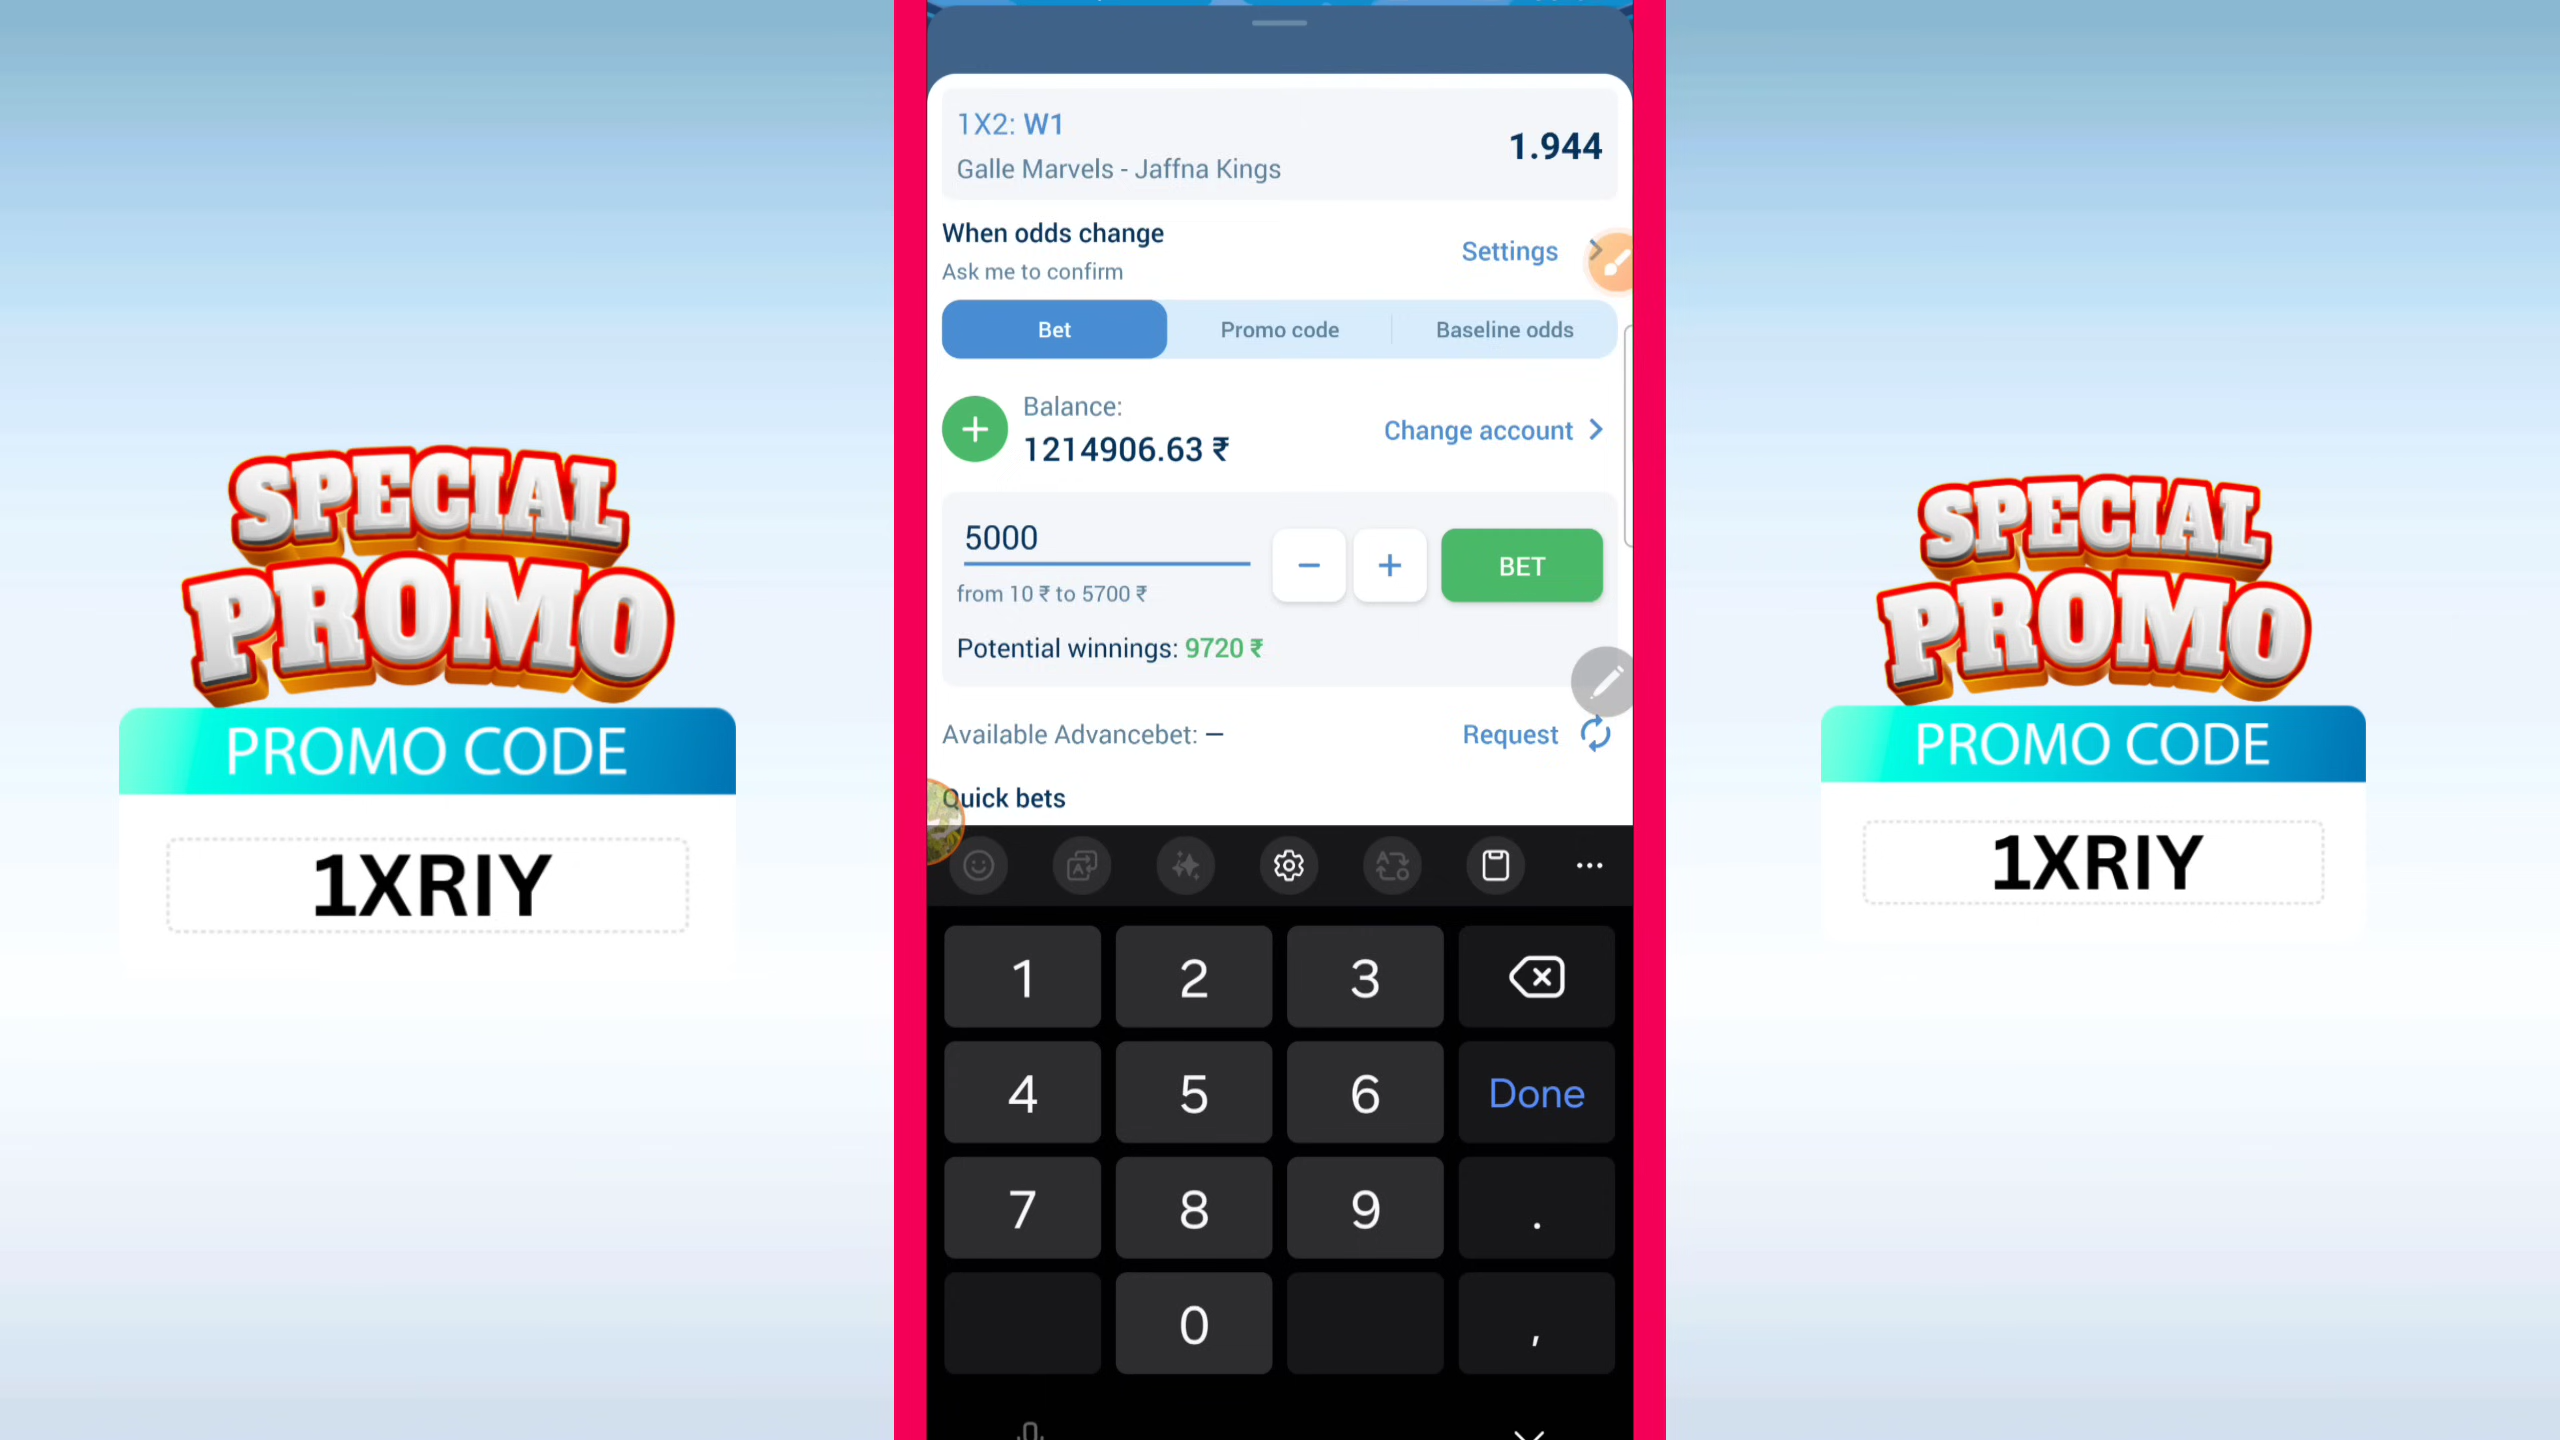 SPECIAL
PROMO
PROMO CODE
1XRIY
1X2: W1
Galle Marvels - Jaffna Kings
1.944
When odds change
Ask me to confirm
Settings
Bet
Promo code
Baseline odds
Balance:
1214906.63 ₹
Change account
5000
from 10 ₹ to 5700 ₹
BET
Potential winnings: 9720 ₹
Available Advancebet: –
Request
Quick bets
1 2 3
4 5 6 Done
7 8 9 .
0 ,
SPECIAL
PROMO
PROMO CODE
1XRIY